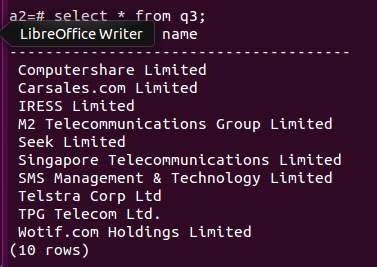 a2=# select * from q3;
LibreOffice Writer name
---------------------------------------
Computershare Limited
Carsales.com Limited
IRESS Limited
M2 Telecommunications Group Limited
Seek Limited
Singapore Telecommunications Limited
SMS Management & Technology Limited
Telstra Corp Ltd
TPG Telecom Ltd.
Wotif.com Holdings Limited
(10 rows)